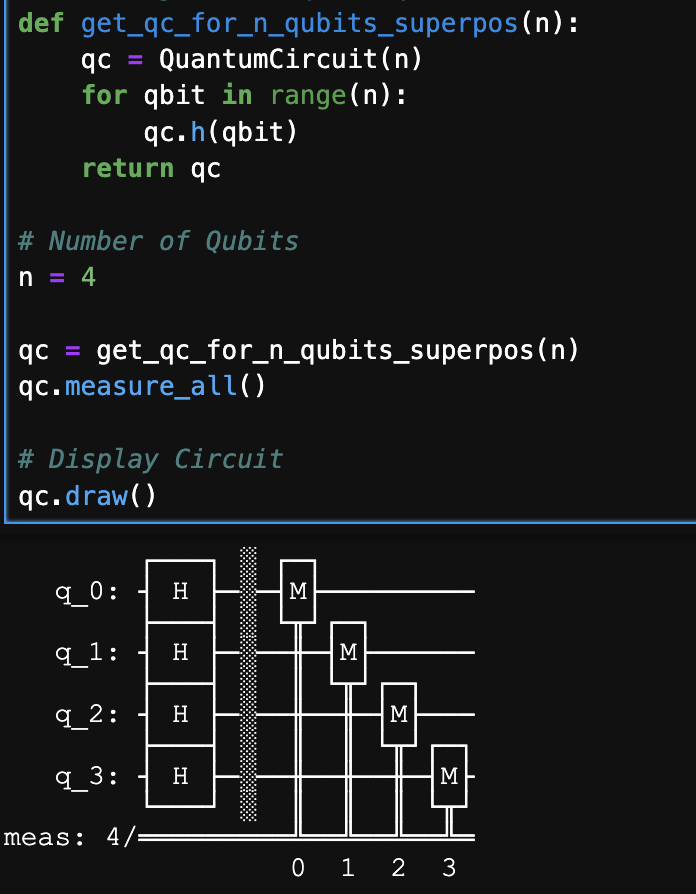 def get_qc_for_n_qubits_superpos(n):
    qc = QuantumCircuit(n)
    for qbit in range(n):
        qc.h(qbit)
    return qc
# Number of Qubits
n = 4
qc = get_qc_for_n_qubits_superpos(n)
qc.measure_all()
# Display Circuit
qc.draw()
q_0: H M
q_1: H M
q_2: H M
q_3: H M
meas: 4/
0 1 2 3